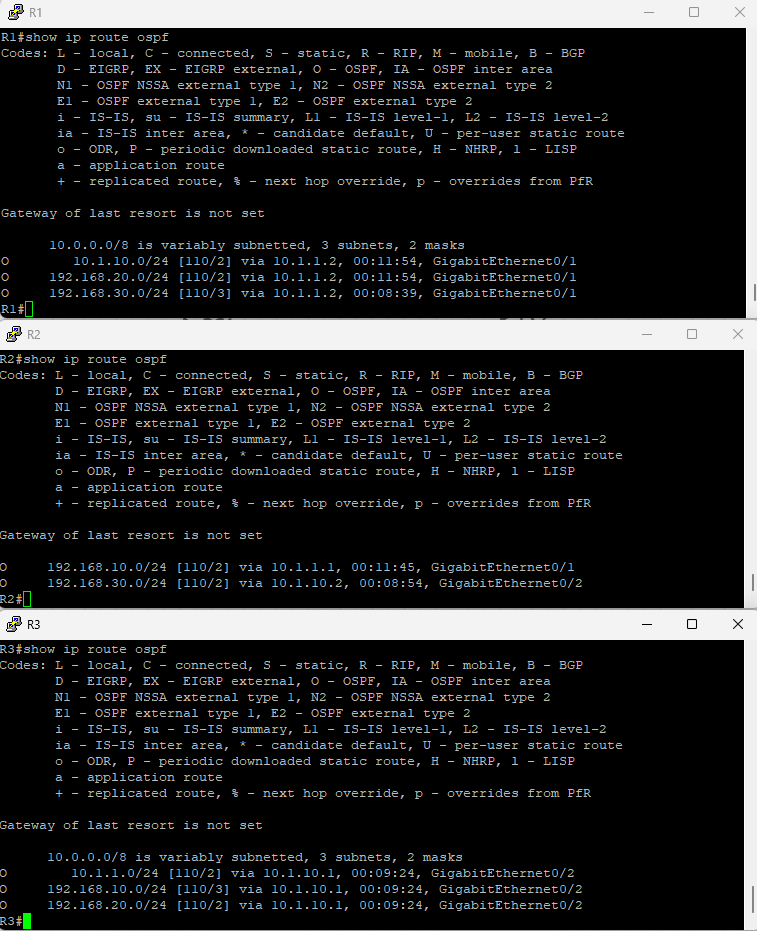 R1
R1#show ip route ospf
Codes: L - local, C - connected, S - static, R - RIP, M - mobile, B - BGP
       D - EIGRP, EX - EIGRP external, O - OSPF, IA - OSPF inter area
       N1 - OSPF NSSA external type 1, N2 - OSPF NSSA external type 2
       E1 - OSPF external type 1, E2 - OSPF external type 2
       i - IS-IS, su - IS-IS summary, L1 - IS-IS level-1, L2 - IS-IS level-2
       ia - IS-IS inter area, * - candidate default, U - per-user static route
       o - ODR, P - periodic downloaded static route, H - NHRP, l - LISP
       a - application route
       + - replicated route, % - next hop override, p - overrides from PfR
Gateway of last resort is not set
      10.0.0.0/8 is variably subnetted, 3 subnets, 2 masks
O        10.1.10.0/24 [110/2] via 10.1.1.2, 00:11:54, GigabitEthernet0/1
O     192.168.20.0/24 [110/2] via 10.1.1.2, 00:11:54, GigabitEthernet0/1
O     192.168.30.0/24 [110/3] via 10.1.1.2, 00:08:39, GigabitEthernet0/1
R1#
R2
R2#show ip route ospf
Codes: L - local, C - connected, S - static, R - RIP, M - mobile, B - BGP
       D - EIGRP, EX - EIGRP external, O - OSPF, IA - OSPF inter area
       N1 - OSPF NSSA external type 1, N2 - OSPF NSSA external type 2
       E1 - OSPF external type 1, E2 - OSPF external type 2
       i - IS-IS, su - IS-IS summary, L1 - IS-IS level-1, L2 - IS-IS level-2
       ia - IS-IS inter area, * - candidate default, U - per-user static route
       o - ODR, P - periodic downloaded static route, H - NHRP, l - LISP
       a - application route
       + - replicated route, % - next hop override, p - overrides from PfR
Gateway of last resort is not set
O     192.168.10.0/24 [110/2] via 10.1.1.1, 00:11:45, GigabitEthernet0/1
O     192.168.30.0/24 [110/2] via 10.1.10.2, 00:08:54, GigabitEthernet0/2
R2#
R3
R3#show ip route ospf
Codes: L - local, C - connected, S - static, R - RIP, M - mobile, B - BGP
       D - EIGRP, EX - EIGRP external, O - OSPF, IA - OSPF inter area
       N1 - OSPF NSSA external type 1, N2 - OSPF NSSA external type 2
       E1 - OSPF external type 1, E2 - OSPF external type 2
       i - IS-IS, su - IS-IS summary, L1 - IS-IS level-1, L2 - IS-IS level-2
       ia - IS-IS inter area, * - candidate default, U - per-user static route
       o - ODR, P - periodic downloaded static route, H - NHRP, l - LISP
       a - application route
       + - replicated route, % - next hop override, p - overrides from PfR
Gateway of last resort is not set
      10.0.0.0/8 is variably subnetted, 3 subnets, 2 masks
O        10.1.1.0/24 [110/2] via 10.1.10.1, 00:09:24, GigabitEthernet0/2
O     192.168.10.0/24 [110/3] via 10.1.10.1, 00:09:24, GigabitEthernet0/2
O     192.168.20.0/24 [110/2] via 10.1.10.1, 00:09:24, GigabitEthernet0/2
R3#